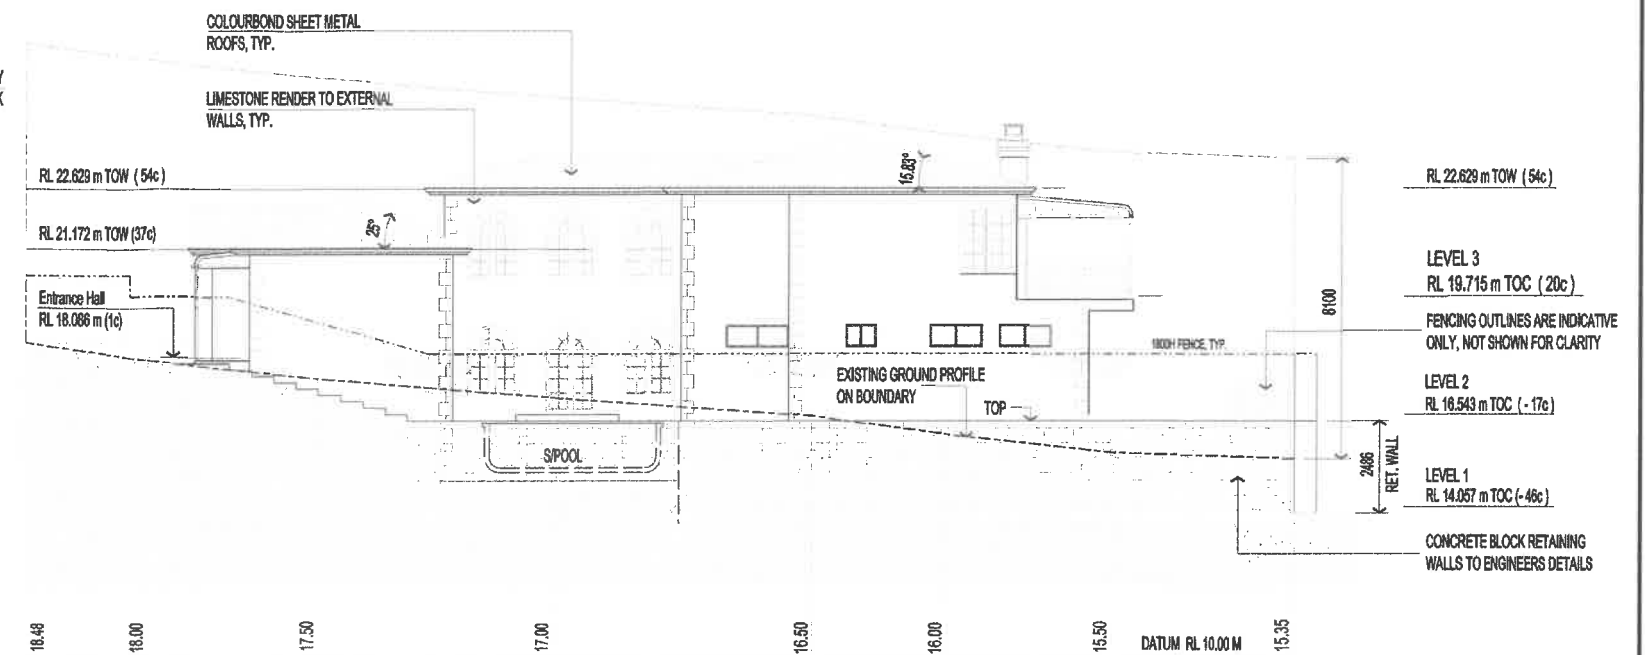 COLOURBOND SHEET METAL
ROOFS, TYP.
LIMESTONE RENDER TO EXTERNAL
WALLS, TYP.
Y
K
RL 22.629 m TOW (54c)
RL 21.172 m TOW (37c)
25°
15.83°
Entrance Hall
RL 18.086 m (1c)
RL 22.629 m TOW (54c)
LEVEL 3
RL 19.715 m TOC (20c)
8100
FENCING OUTLINES ARE INDICATIVE
ONLY, NOT SHOWN FOR CLARITY
1800H FENCE, TYP.
EXISTING GROUND PROFILE
ON BOUNDARY
TOP
LEVEL 2
RL 16.543 m TOC (-17c)
S/POOL
2486
RET. WALL
LEVEL 1
RL 14.057 m TOC (-46c)
CONCRETE BLOCK RETAINING
WALLS TO ENGINEERS DETAILS
18.48
18.00
17.50
17.00
16.50
16.00
15.50
DATUM RL 10.00 M
15.35